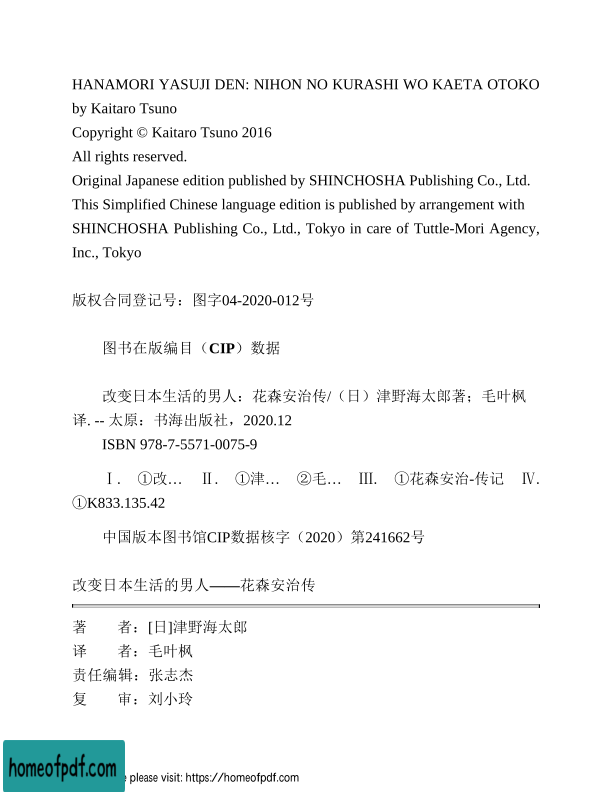 HANAMORI YASUJI DEN: NIHON NO KURASHI WO KAETA OTOKO
by Kaitaro Tsuno
Copyright © Kaitaro Tsuno 2016
All rights reserved.
Original Japanese edition published by SHINCHOSHA Publishing Co., Ltd.
This Simplified Chinese language edition is published by arrangement with
SHINCHOSHA Publishing Co., Ltd., Tokyo in care of Tuttle-Mori Agency,
Inc., Tokyo
版权合同登记号：图字04-2020-012号
图书在版编目（CIP）数据
改变日本生活的男人：花森安治传/（日）津野海太郎著；毛叶枫
译. -- 太原：书海出版社，2020.12
ISBN 978-7-5571-0075-9
Ⅰ. ①改… Ⅱ. ①津… ②毛… Ⅲ. ①花森安治-传记 Ⅳ.
①K833.135.42
中国版本图书馆CIP数据核字（2020）第241662号
改变日本生活的男人——花森安治传
著　　者：[日]津野海太郎
译　　者：毛叶枫
责任编辑：张志杰
复　　审：刘小玲
homeofpdf.com
please visit: https://homeofpdf.com